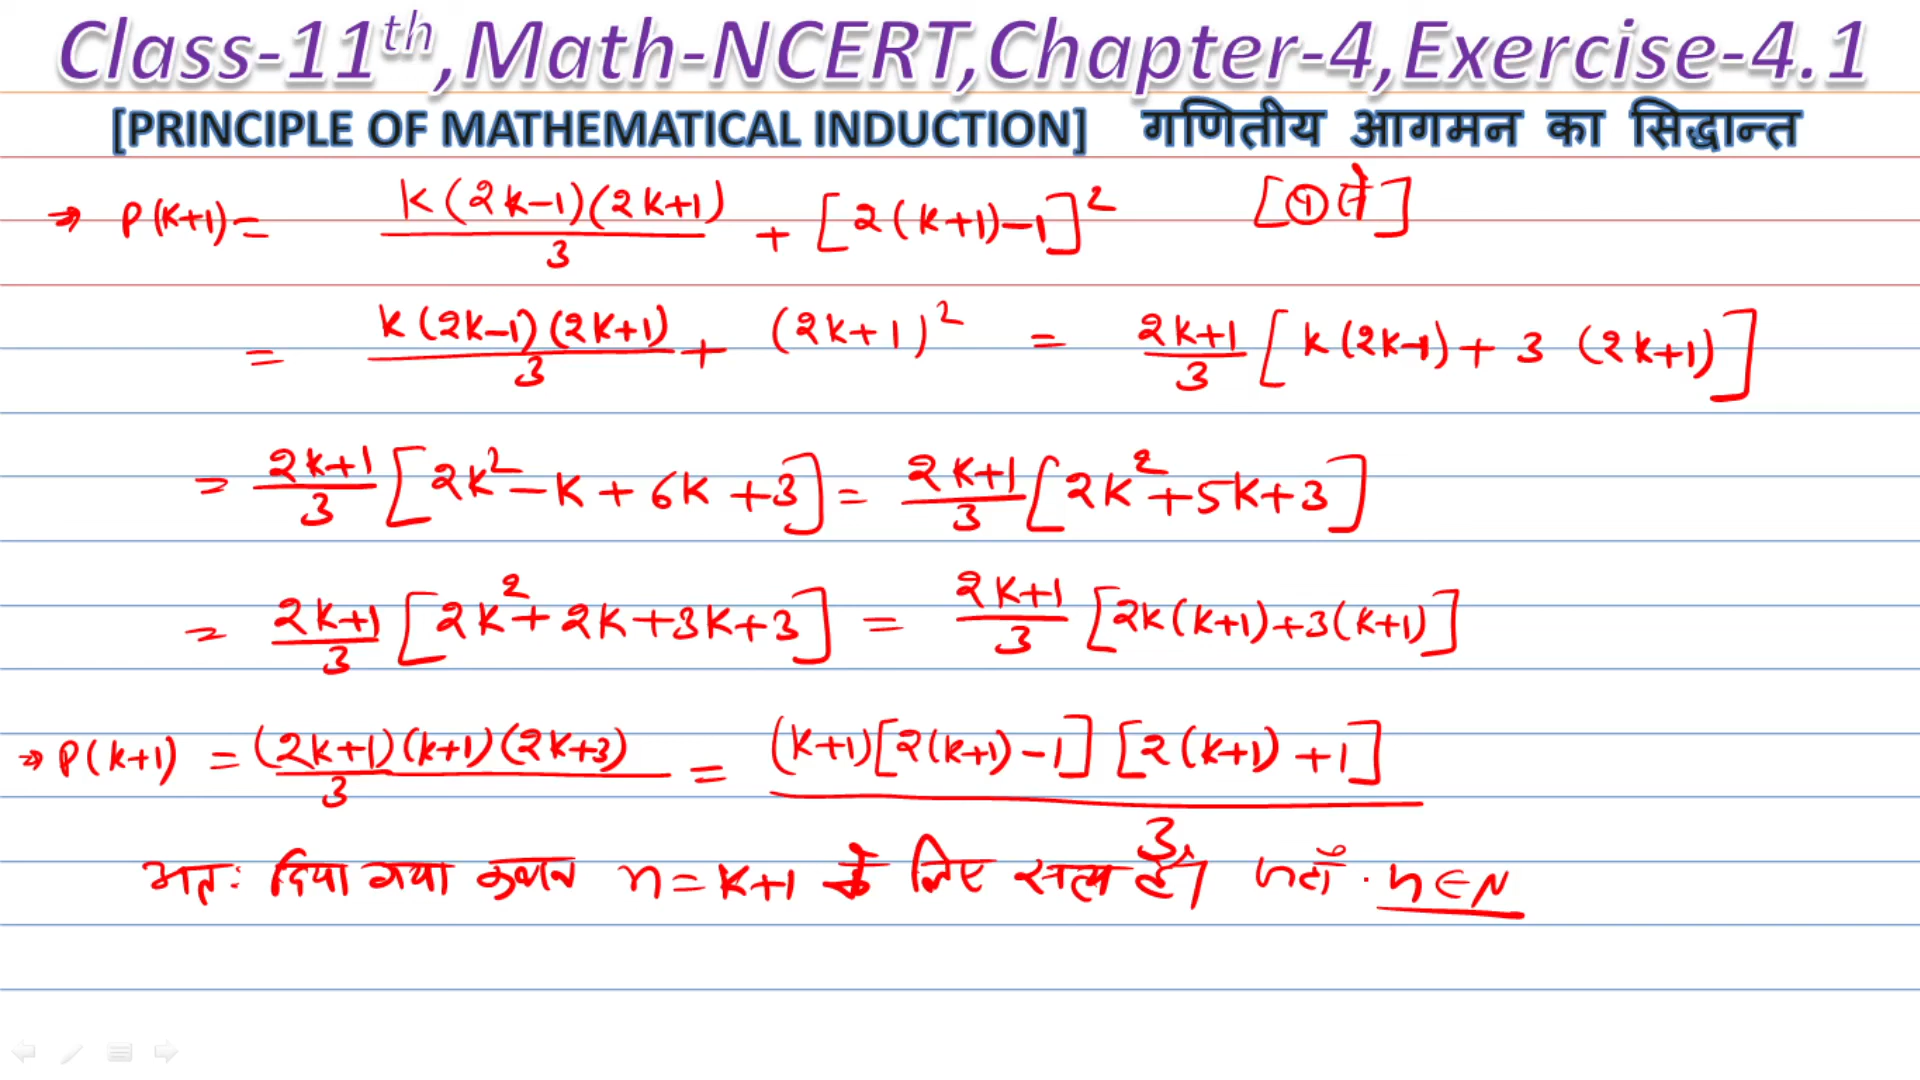 Class-11th,Math-NCERT,Chapter-4,Exercise-4.1
[PRINCIPLE OF MATHEMATICAL INDUCTION] गणितीय आगमन का सिद्धान्त
⇒ P(k+1) = k(2k-1)(2k+1)/3 + [2(k+1)-1]² [① से]
= k(2k-1)(2k+1)/3 + (2k+1)² = 2k+1/3 [k(2k-1) + 3(2k+1)]
= 2k+1/3 [2k² - k + 6k + 3] = 2k+1/3 [2k² + 5k + 3]
= 2k+1/3 [2k² + 2k + 3k + 3] = 2k+1/3 [2k(k+1) + 3(k+1)]
⇒ P(k+1) = (2k+1)(k+1)(2k+3)/3 = (k+1)[2(k+1)-1][2(k+1)+1]/3
अतः दिया गया कथन n = k+1 के लिए सत्य है। जहाँ n ∈ N